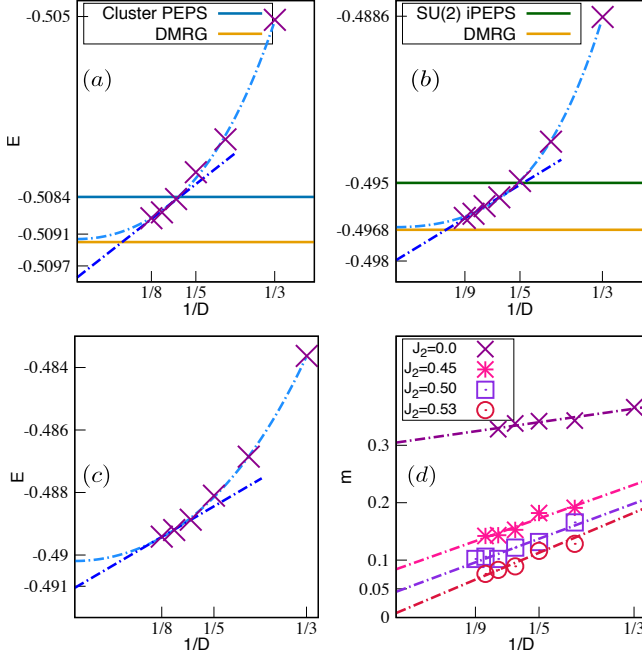 Cluster PEPS
DMRG
(a)
E
-0.505
-0.5084
-0.5091
-0.5097
1/8
1/5
1/3
1/D
SU(2) iPEPS
DMRG
(b)
-0.4886
-0.495
-0.4968
-0.498
1/9
1/5
1/3
1/D
(c)
E
-0.484
-0.486
-0.488
-0.49
-0.491
1/8
1/5
1/3
1/D
J2=0.0
J2=0.45
J2=0.50
J2=0.53
(d)
m
0.3
0.2
0.1
0.05
0
1/9
1/5
1/3
1/D